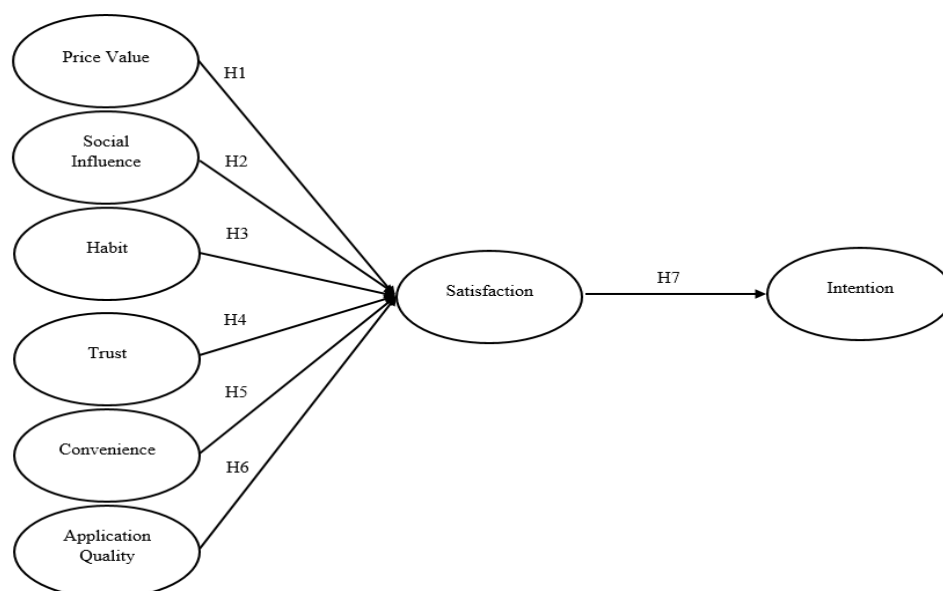 Price Value
H1
Social
Influence
H2
Habit
H3
Trust
H4
Convenience
H5
Application
Quality
H6
Satisfaction
H7
Intention